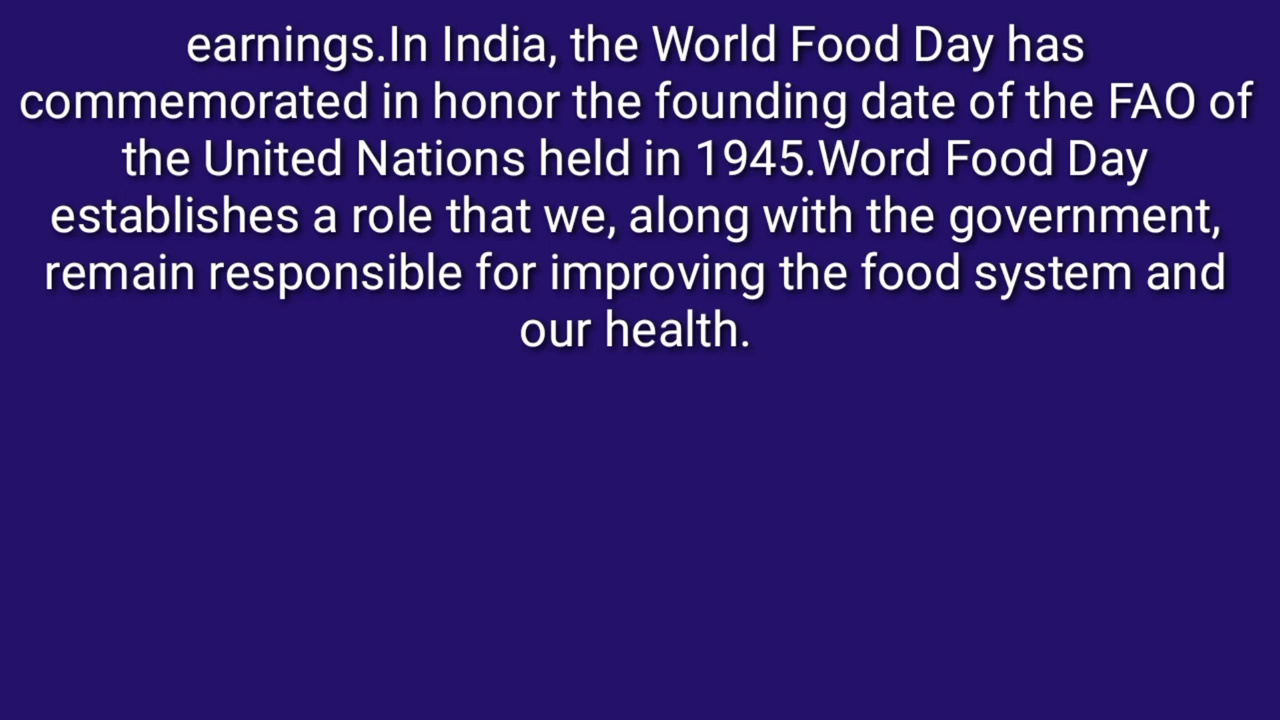 earnings.In India, the World Food Day has
commemorated in honor the founding date of the FAO of
the United Nations held in 1945.Word Food Day
establishes a role that we, along with the government,
remain responsible for improving the food system and
our health.